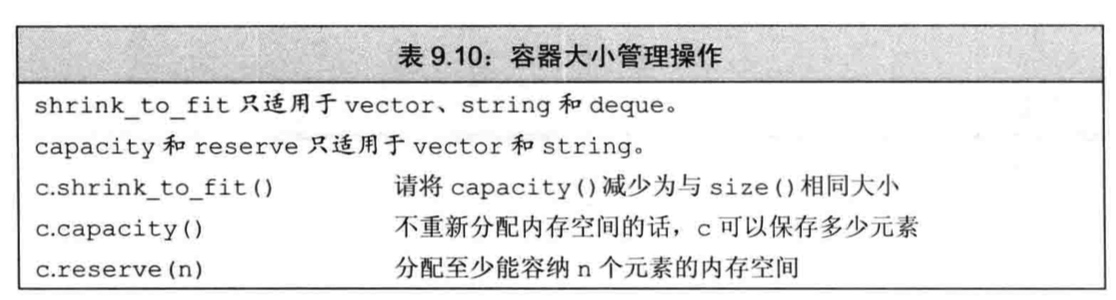 表 9.10：容器大小管理操作
shrink_to_fit 只适用于 vector、string 和 deque。
capacity 和 reserve 只适用于 vector 和 string。
c.shrink_to_fit() 请将 capacity()减少为与 size()相同大小
c.capacity() 不重新分配内存空间的话，c 可以保存多少元素
c.reserve(n) 分配至少能容纳 n 个元素的内存空间